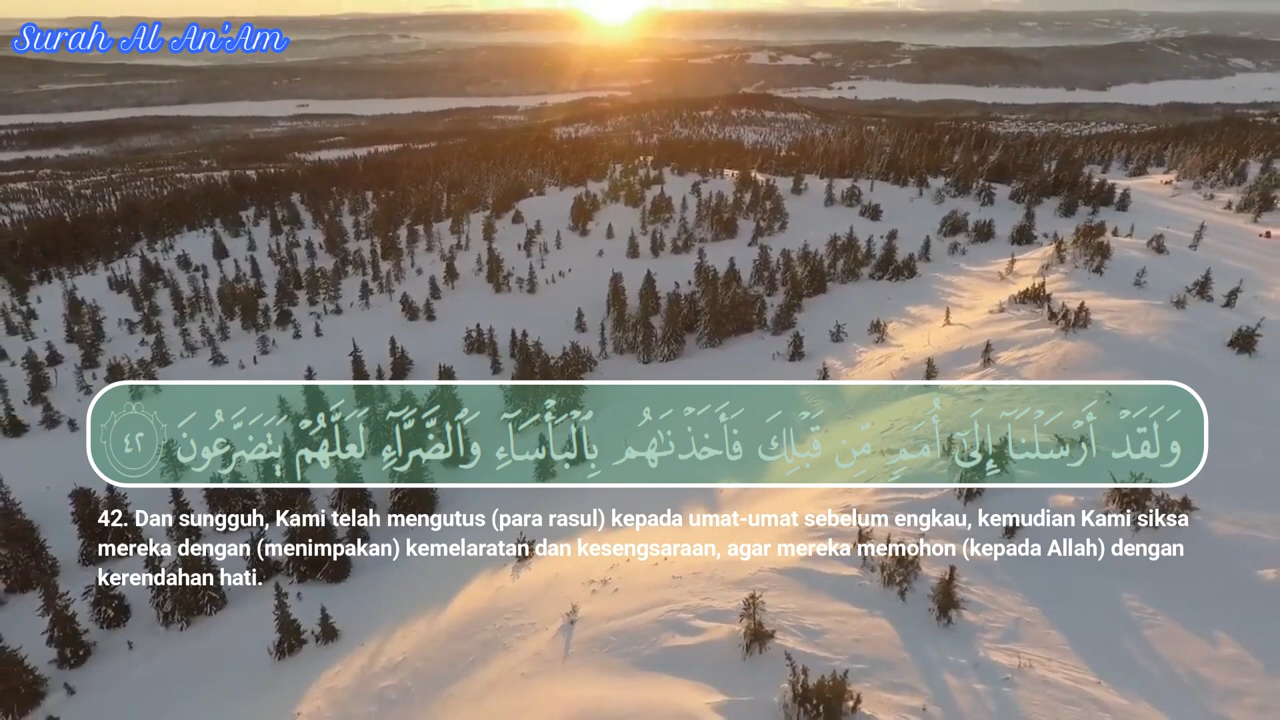 Surah Al An'Am
وَلَقَدْ أَرْسَلْنَآ إِلَىٰٓ أُمَمٍ مِّن قَبْلِكَ فَأَخَذْنَٰهُم بِٱلْبَأْسَآءِ وَٱلضَّرَّآءِ لَعَلَّهُمْ يَتَضَرَّعُونَ ٤٢
42. Dan sungguh, Kami telah mengutus (para rasul) kepada umat-umat sebelum engkau, kemudian Kami siksa
mereka dengan (menimpakan) kemelaratan dan kesengsaraan, agar mereka memohon (kepada Allah) dengan
kerendahan hati.